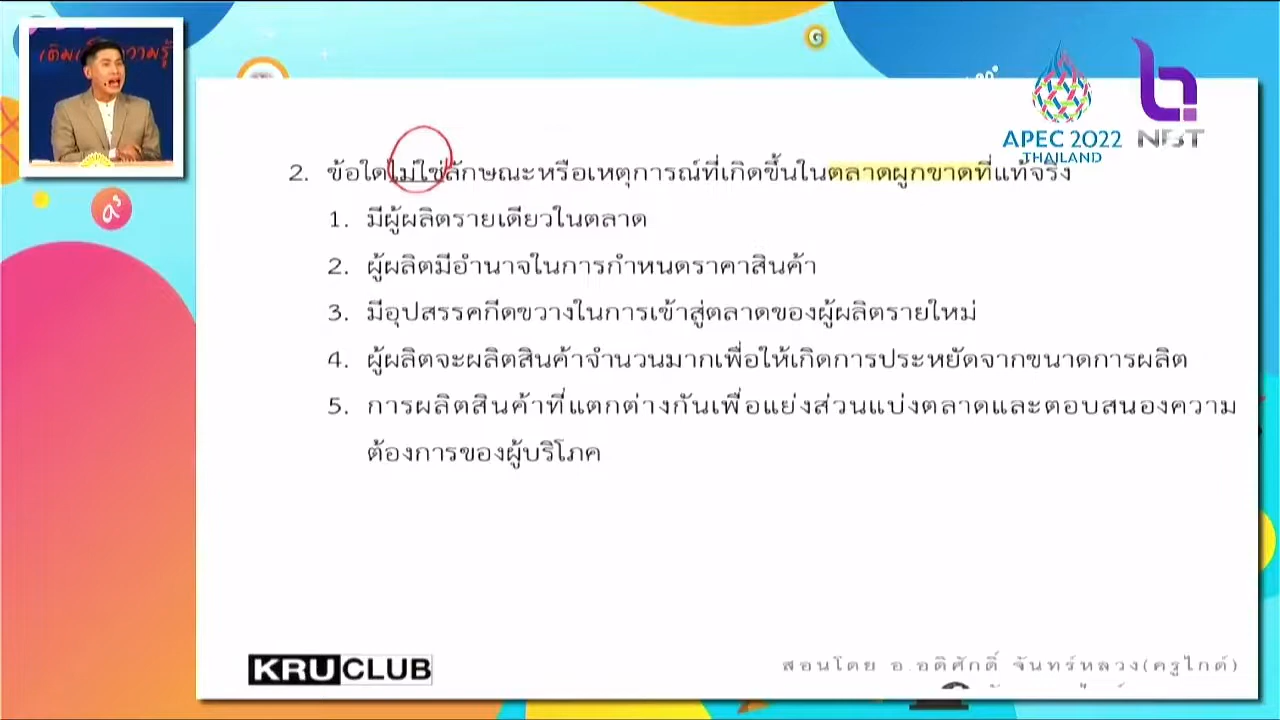 เติมเต็มความรู้
APEC 2022
THAILAND
NBT
2. ข้อใดไม่ใช่ลักษณะหรือเหตุการณ์ที่เกิดขึ้นในตลาดผูกขาดที่แท้จริง
1. มีผู้ผลิตรายเดียวในตลาด
2. ผู้ผลิตมีอำนาจในการกำหนดราคาสินค้า
3. มีอุปสรรคกีดขวางในการเข้าสู่ตลาดของผู้ผลิตรายใหม่
4. ผู้ผลิตจะผลิตสินค้าจำนวนมากเพื่อให้เกิดการประหยัดจากขนาดการผลิต
5. การผลิตสินค้าที่แตกต่างกันเพื่อแย่งส่วนแบ่งตลาดและตอบสนองความ
ต้องการของผู้บริโภค
KRUCLUB
สอนโดย อ.อดิศักดิ์ จันทร์หลวง(ครูไกด์)